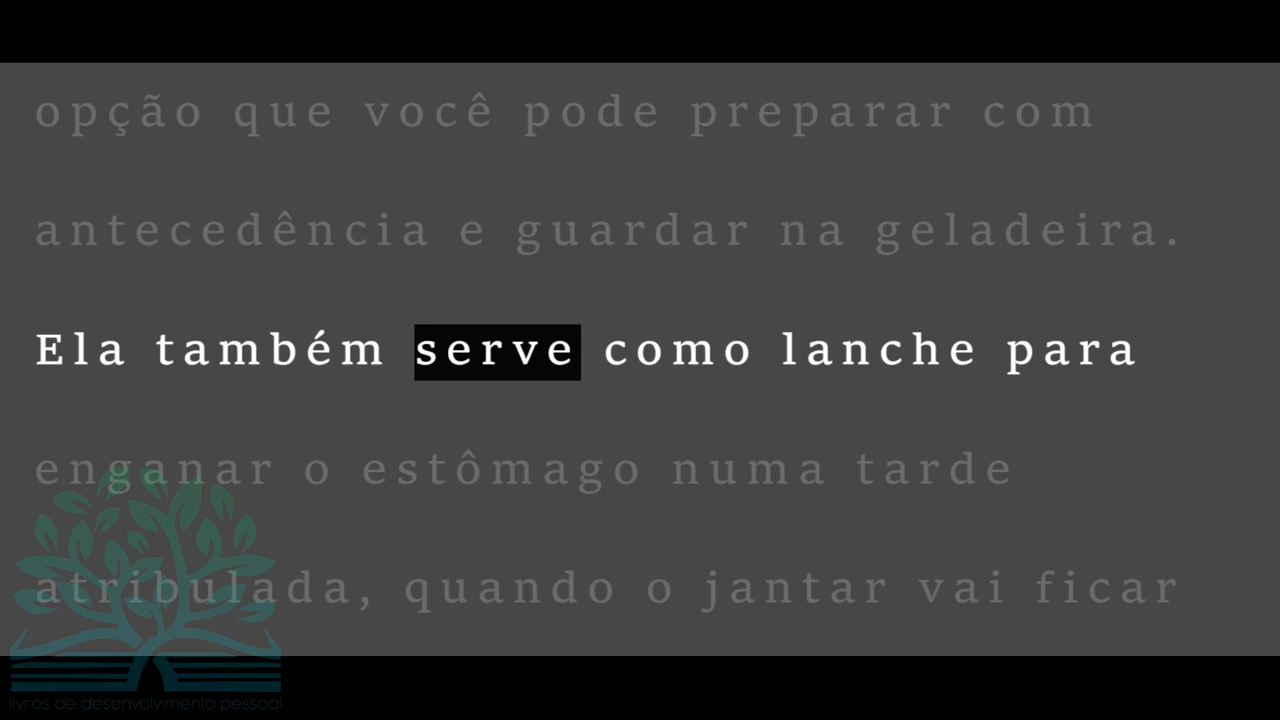 opção que você pode preparar com
antecedência e guardar na geladeira.
Ela também serve como lanche para
enganar o estômago numa tarde
atribulada, quando o jantar vai ficar
livros de desenvolvimento pessoal